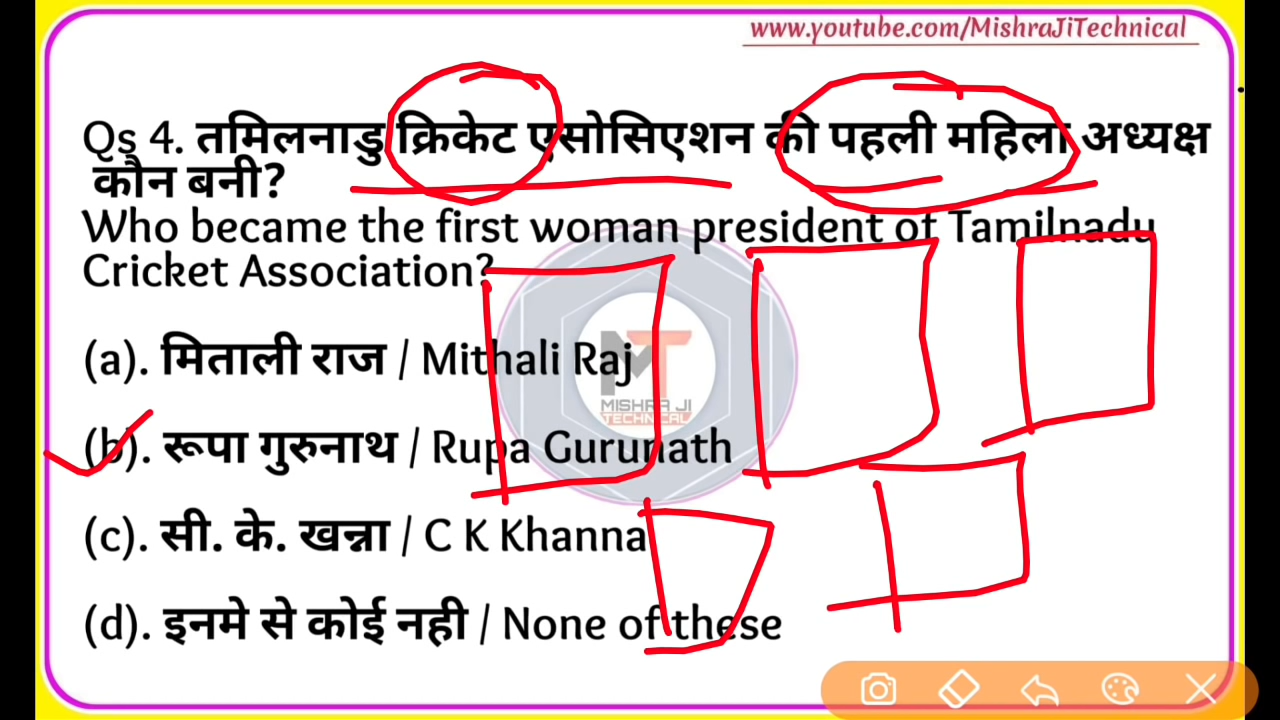 www.youtube.com/MishraJiTechnical
Qs 4. तमिलनाडु क्रिकेट एसोसिएशन की पहली महिला अध्यक्ष
कौन बनी?
Who became the first woman president of Tamilnadu
Cricket Association?
(a). मिताली राज / Mithali Raj
MT
MISHRA JI
TECHNICAL
(b). रूपा गुरुनाथ / Rupa Gurunath
(c). सी. के. खन्ना / C K Khanna
(d). इनमे से कोई नही / None of these